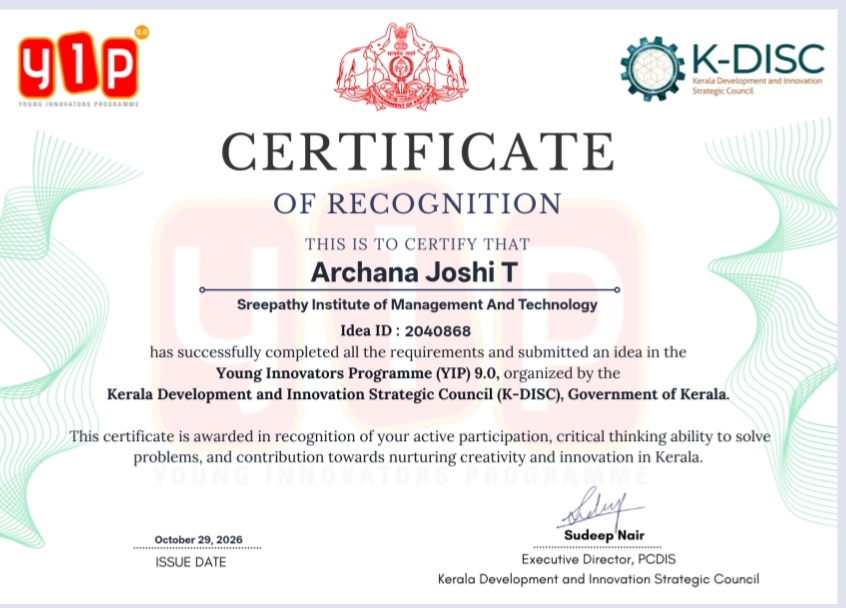 yip 9.0
YOUNG INNOVATORS PROGRAMME
K-DISC
Kerala Development and Innovation
Strategic Council
CERTIFICATE
OF RECOGNITION
THIS IS TO CERTIFY THAT
Archana Joshi T
Sreepathy Institute of Management And Technology
Idea ID : 2040868
has successfully completed all the requirements and submitted an idea in the
Young Innovators Programme (YIP) 9.0, organized by the
Kerala Development and Innovation Strategic Council (K-DISC), Government of Kerala.
This certificate is awarded in recognition of your active participation, critical thinking ability to solve
problems, and contribution towards nurturing creativity and innovation in Kerala.
YOUNG INNOVATORS PROGRAMME
October 29, 2026
ISSUE DATE
Sudeep Nair
Executive Director, PCDIS
Kerala Development and Innovation Strategic Council